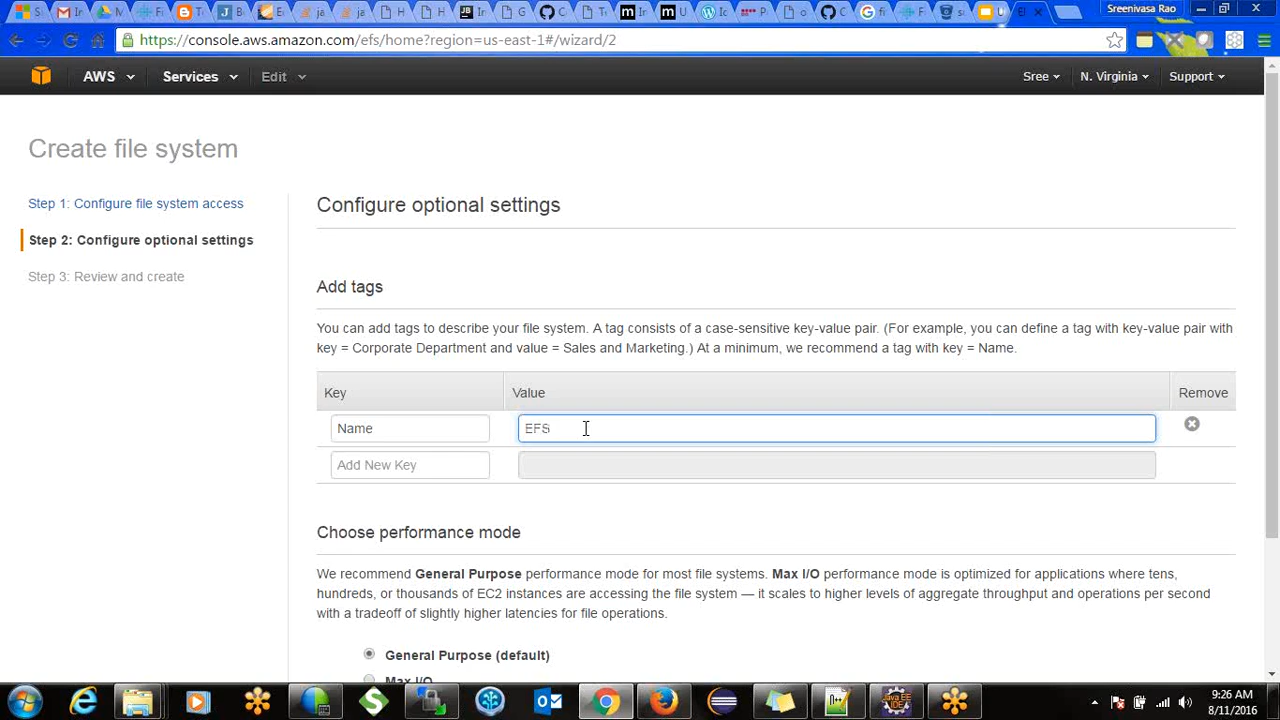 Sreenivasa Rao
https://console.aws.amazon.com/efs/home?region=us-east-1#/wizard/2
AWS Services Edit Sree N. Virginia Support
Create file system
Step 1: Configure file system access
Step 2: Configure optional settings
Step 3: Review and create
Configure optional settings
Add tags
You can add tags to describe your file system. A tag consists of a case-sensitive key-value pair. (For example, you can define a tag with key-value pair with
key = Corporate Department and value = Sales and Marketing.) At a minimum, we recommend a tag with key = Name.
Key Value Remove
Name EFS
Add New Key
Choose performance mode
We recommend General Purpose performance mode for most file systems. Max I/O performance mode is optimized for applications where tens,
hundreds, or thousands of EC2 instances are accessing the file system — it scales to higher levels of aggregate throughput and operations per second
with a tradeoff of slightly higher latencies for file operations.
General Purpose (default)
Max I/O
9:26 AM
8/11/2016